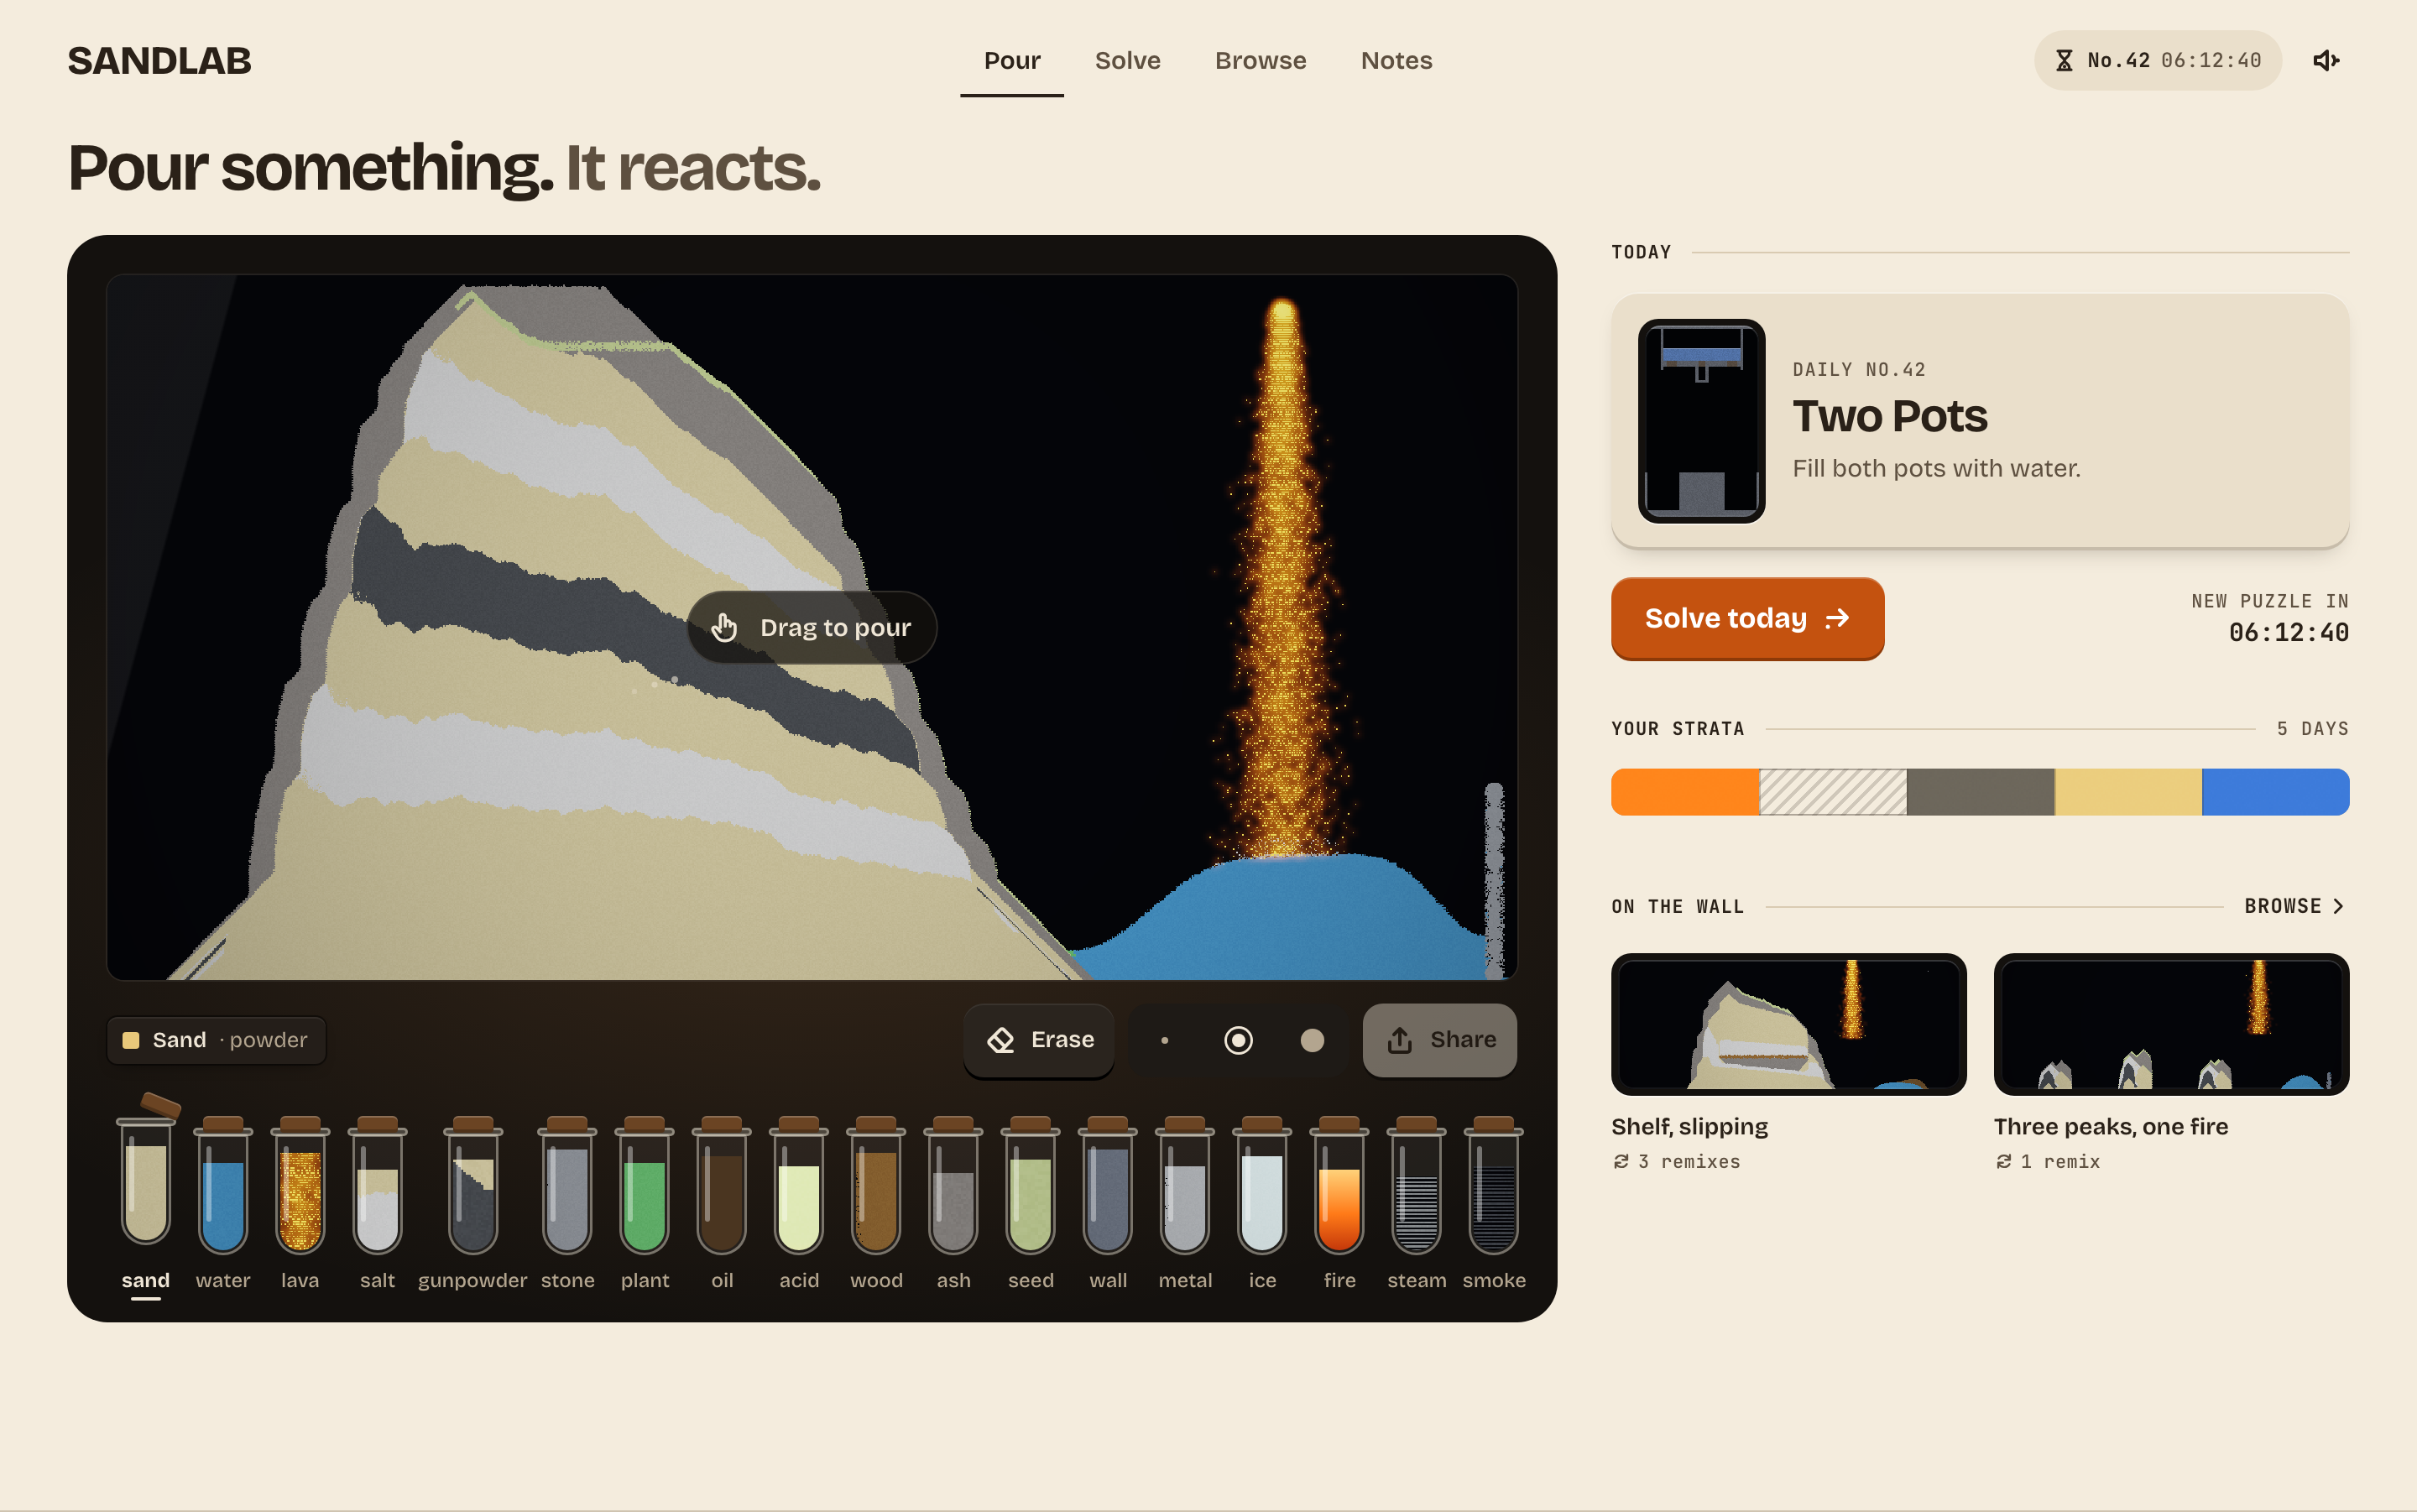 SANDLAB
Pour Solve Browse Notes
No.42 06:12:40
Pour something. It reacts.
Drag to pour
Sand · powder
Erase
Share
sand water lava salt gunpowder stone plant oil acid wood ash seed wall metal ice fire steam smoke
TODAY
DAILY NO.42
Two Pots
Fill both pots with water.
Solve today
NEW PUZZLE IN
06:12:40
YOUR STRATA
5 DAYS
ON THE WALL
BROWSE
Shelf, slipping
3 remixes
Three peaks, one fire
1 remix